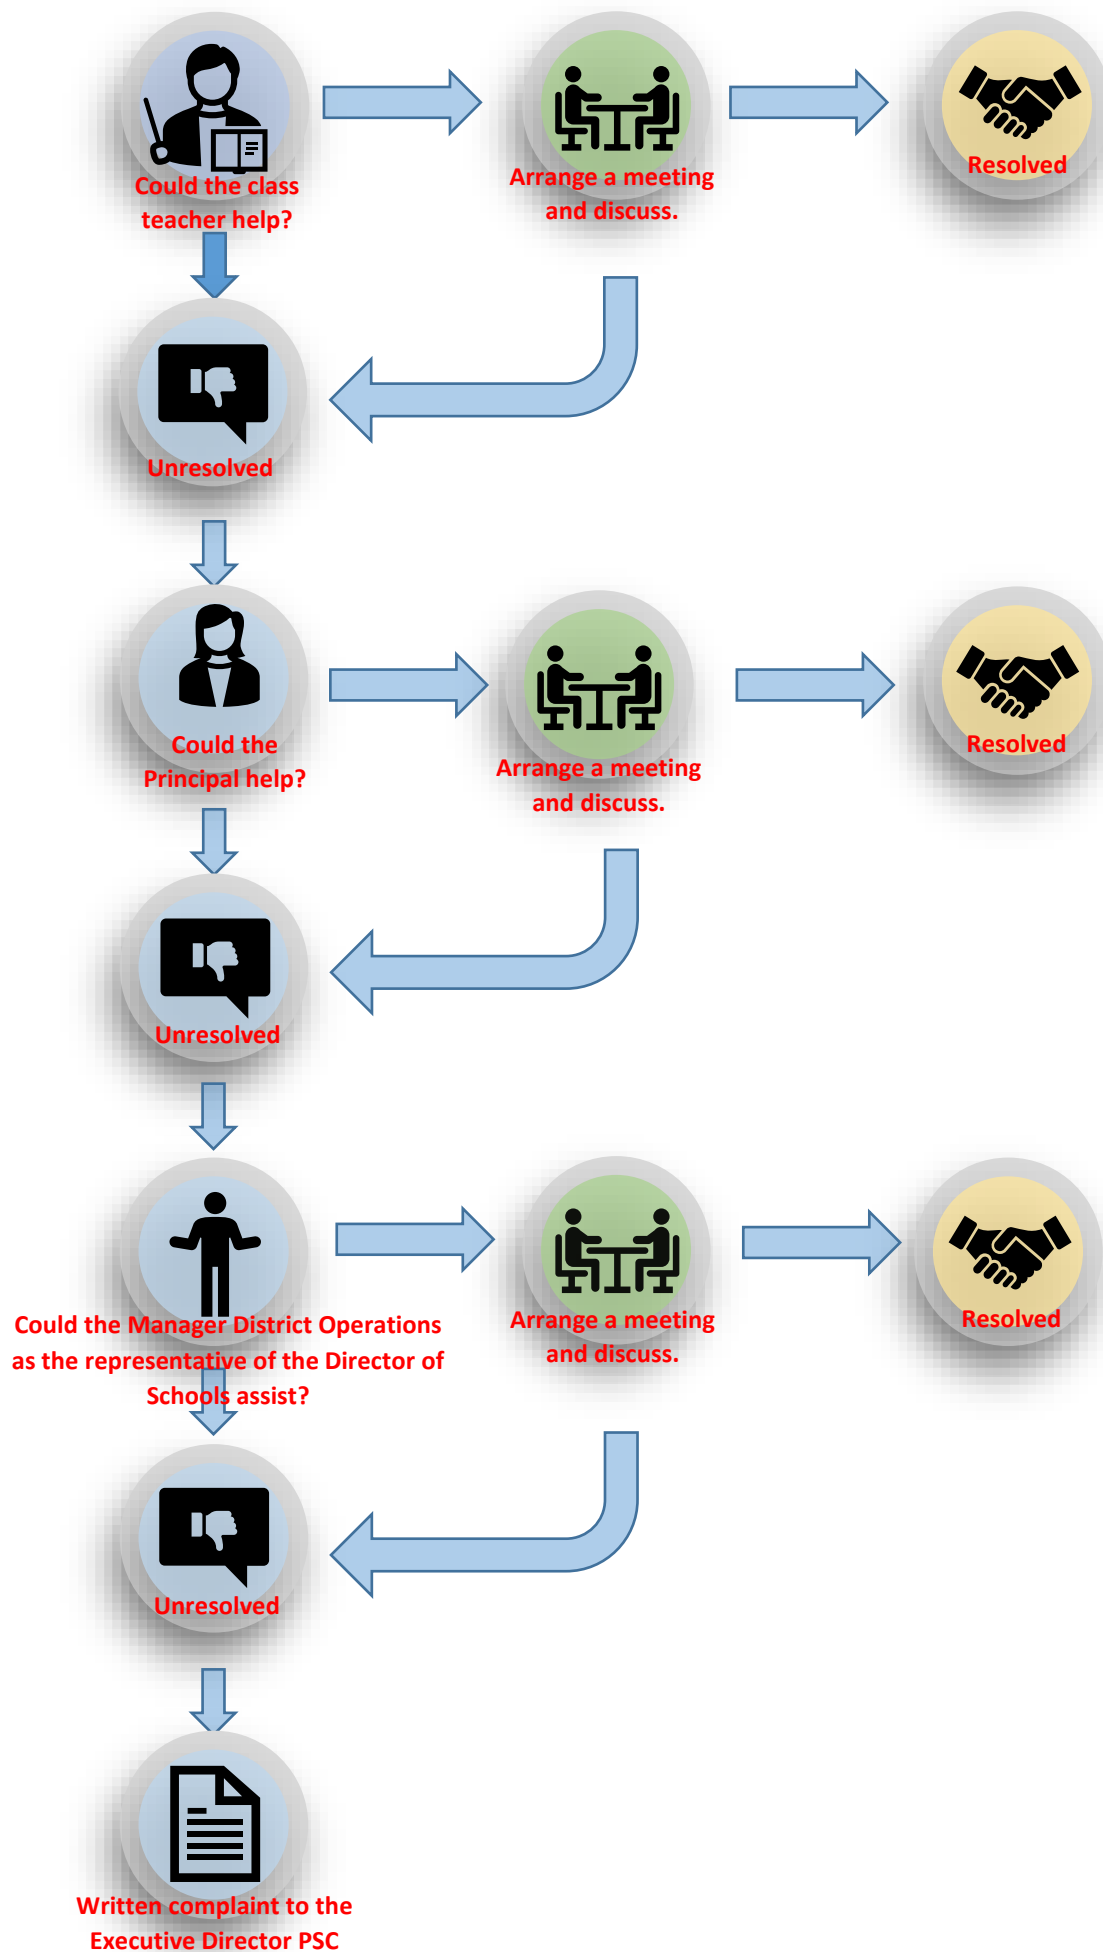 Could the class
teacher help?
Arrange a meeting
and discuss.
Resolved
Unresolved
Could the
Principal help?
Arrange a meeting
and discuss.
Resolved
Unresolved
Could the Manager District Operations
as the representative of the Director of
Schools assist?
Arrange a meeting
and discuss.
Resolved
Unresolved
Written complaint to the
Executive Director PSC